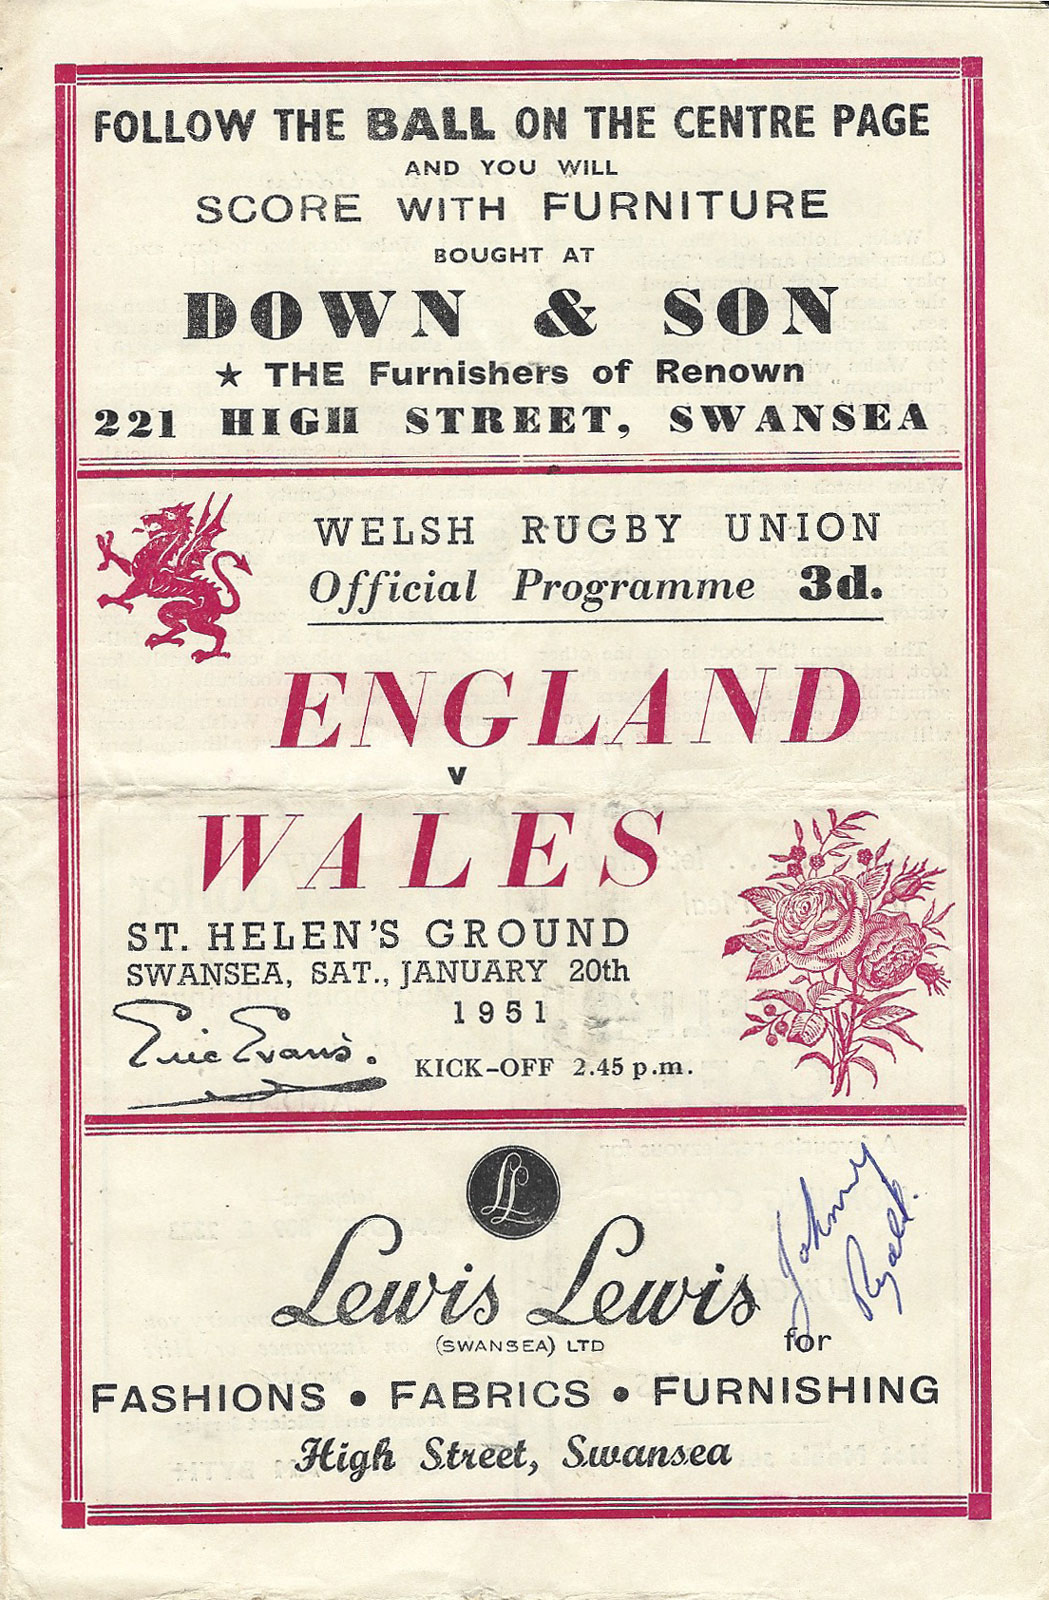 FOLLOW THE BALL ON THE CENTRE PAGE
AND YOU WILL
SCORE WITH FURNITURE
BOUGHT AT
DOWN & SON
★ THE Furnishers of Renown
221 HIGH STREET, SWANSEA
WELSH RUGBY UNION
Official Programme 3d.
ENGLAND
v
WALES
ST. HELEN'S GROUND
SWANSEA, SAT., JANUARY 20th
1951
Eric Evans.
KICK-OFF 2.45 p.m.
LL
Johnny
Lewis Lewis
(SWANSEA) LTD
for
FASHIONS • FABRICS • FURNISHING
High Street, Swansea